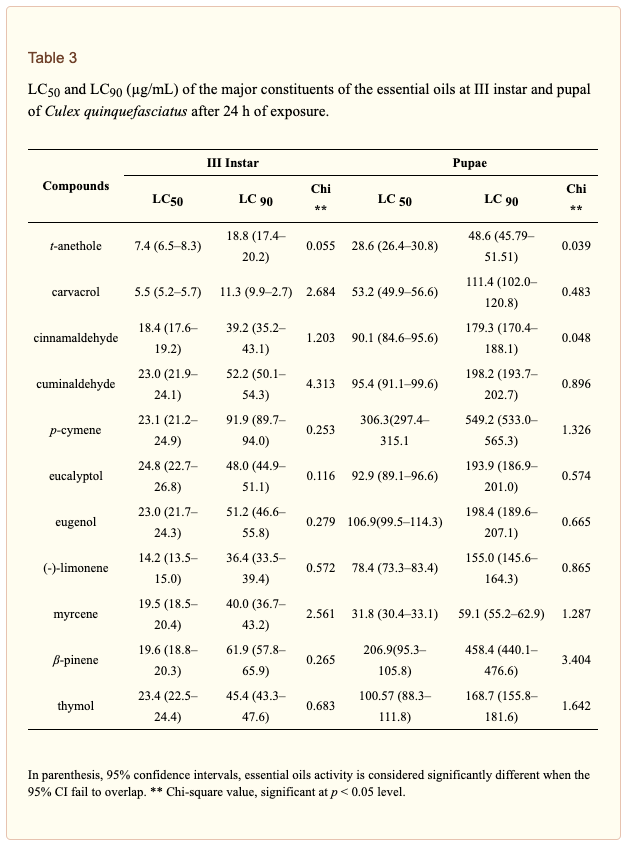 Table 3
LC50 and LC90 (μg/mL) of the major constituents of the essential oils at III instar and pupal
of Culex quinquefasciatus after 24 h of exposure.
III Instar Pupae
Compounds LC50 LC 90 Chi ** LC 50 LC 90 Chi **
t-anethole 7.4 (6.5–8.3) 18.8 (17.4–20.2) 0.055 28.6 (26.4–30.8) 48.6 (45.79–51.51) 0.039
carvacrol 5.5 (5.2–5.7) 11.3 (9.9–2.7) 2.684 53.2 (49.9–56.6) 111.4 (102.0–120.8) 0.483
cinnamaldehyde 18.4 (17.6–19.2) 39.2 (35.2–43.1) 1.203 90.1 (84.6–95.6) 179.3 (170.4–188.1) 0.048
cuminaldehyde 23.0 (21.9–24.1) 52.2 (50.1–54.3) 4.313 95.4 (91.1–99.6) 198.2 (193.7–202.7) 0.896
p-cymene 23.1 (21.2–24.9) 91.9 (89.7–94.0) 0.253 306.3(297.4–315.1 549.2 (533.0–565.3) 1.326
eucalyptol 24.8 (22.7–26.8) 48.0 (44.9–51.1) 0.116 92.9 (89.1–96.6) 193.9 (186.9–201.0) 0.574
eugenol 23.0 (21.7–24.3) 51.2 (46.6–55.8) 0.279 106.9(99.5–114.3) 198.4 (189.6–207.1) 0.665
(-)-limonene 14.2 (13.5–15.0) 36.4 (33.5–39.4) 0.572 78.4 (73.3–83.4) 155.0 (145.6–164.3) 0.865
myrcene 19.5 (18.5–20.4) 40.0 (36.7–43.2) 2.561 31.8 (30.4–33.1) 59.1 (55.2–62.9) 1.287
β-pinene 19.6 (18.8–20.3) 61.9 (57.8–65.9) 0.265 206.9(95.3–105.8) 458.4 (440.1–476.6) 3.404
thymol 23.4 (22.5–24.4) 45.4 (43.3–47.6) 0.683 100.57 (88.3–111.8) 168.7 (155.8–181.6) 1.642
In parenthesis, 95% confidence intervals, essential oils activity is considered significantly different when the
95% CI fail to overlap. ** Chi-square value, significant at p < 0.05 level.